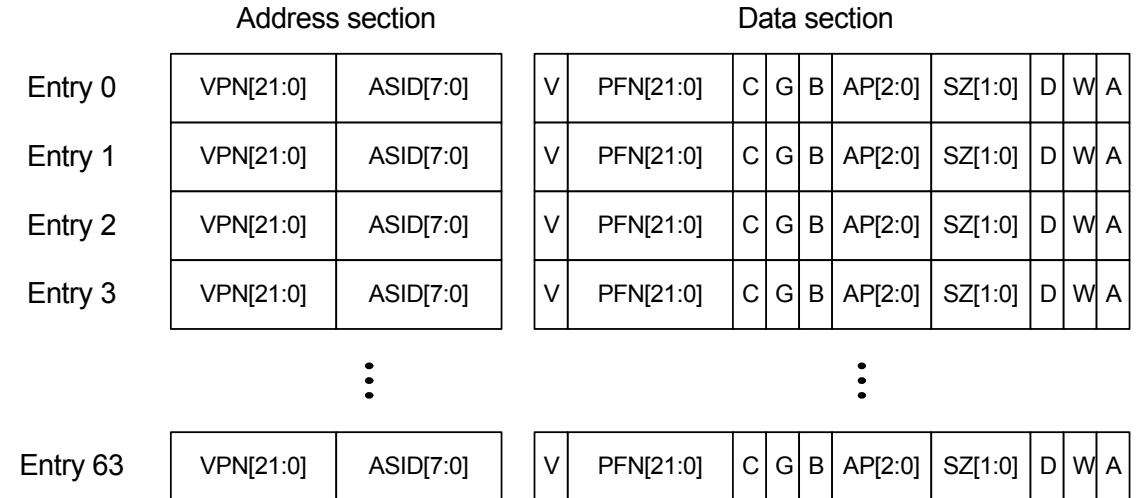 Address section Data section
Entry 0 VPN[21:0] ASID[7:0] V PFN[21:0] C G B AP[2:0] SZ[1:0] D W A
Entry 1 VPN[21:0] ASID[7:0] V PFN[21:0] C G B AP[2:0] SZ[1:0] D W A
Entry 2 VPN[21:0] ASID[7:0] V PFN[21:0] C G B AP[2:0] SZ[1:0] D W A
Entry 3 VPN[21:0] ASID[7:0] V PFN[21:0] C G B AP[2:0] SZ[1:0] D W A
Entry 63 VPN[21:0] ASID[7:0] V PFN[21:0] C G B AP[2:0] SZ[1:0] D W A